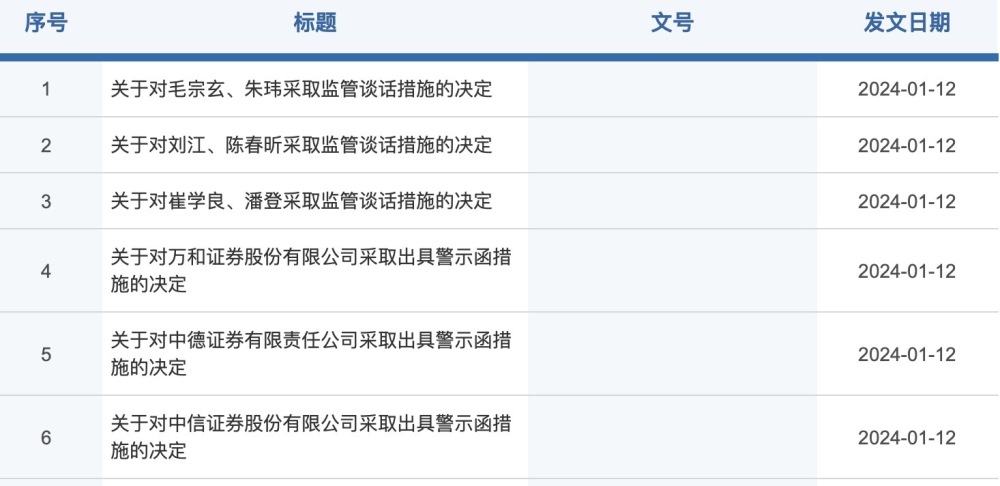 序号 标题 文号 发文日期
1 关于对毛宗玄、朱玮采取监管谈话措施的决定 2024-01-12
2 关于对刘江、陈春昕采取监管谈话措施的决定 2024-01-12
3 关于对崔学良、潘登采取监管谈话措施的决定 2024-01-12
4 关于对万和证券股份有限公司采取出具警示函措 2024-01-12
施的决定
5 关于对中德证券有限责任公司采取出具警示函措 2024-01-12
施的决定
6 关于对中信证券股份有限公司采取出具警示函措 2024-01-12
施的决定